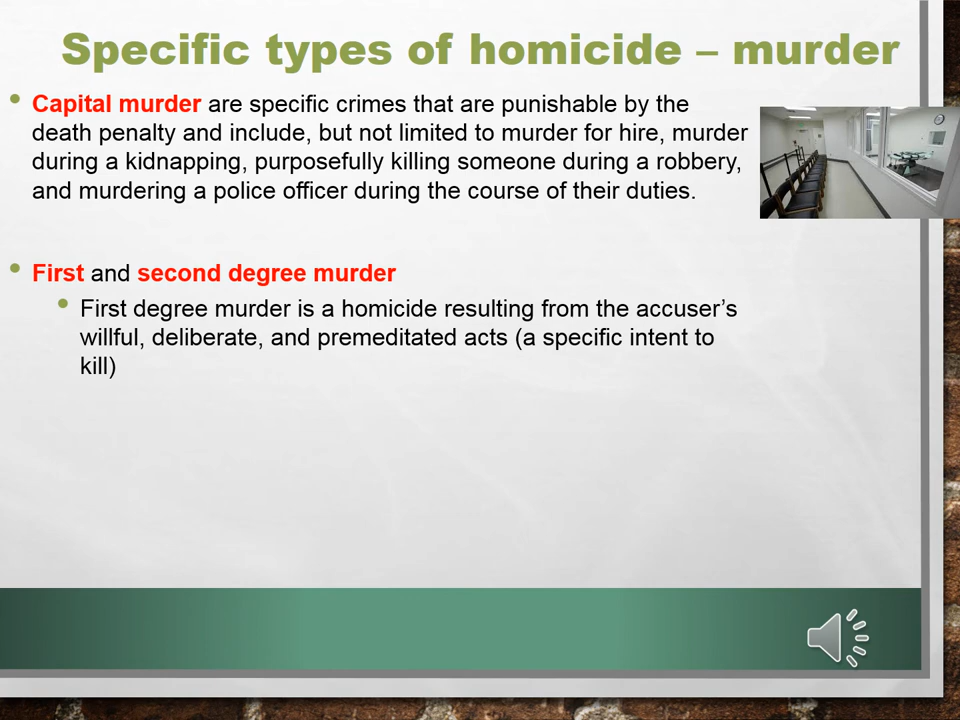 Specific types of homicide – murder
• Capital murder are specific crimes that are punishable by the
death penalty and include, but not limited to murder for hire, murder
during a kidnapping, purposefully killing someone during a robbery,
and murdering a police officer during the course of their duties.
• First and second degree murder
• First degree murder is a homicide resulting from the accuser’s
willful, deliberate, and premeditated acts (a specific intent to
kill)